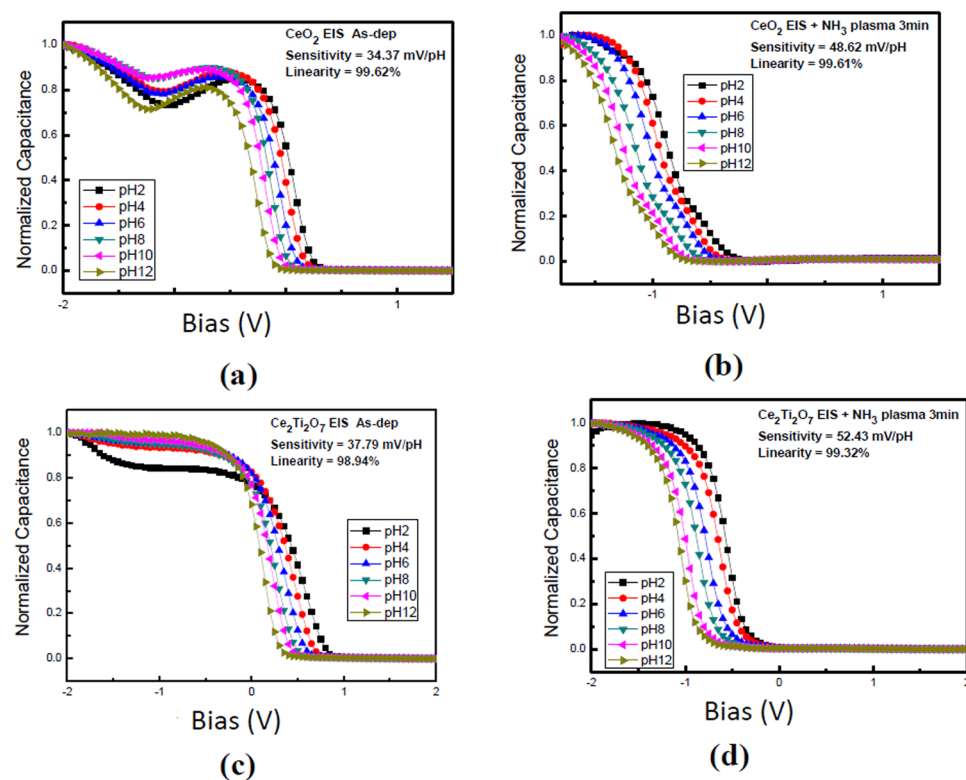 CeO2 EIS As-dep
Sensitivity = 34.37 mV/pH
Linearity = 99.62%
Normalized Capacitance
1.0
0.8
0.6
0.4
0.2
0.0
pH2
pH4
pH6
pH8
pH10
pH12
-2
1
Bias (V)
(a)
CeO2 EIS + NH3 plasma 3min
Sensitivity = 48.62 mV/pH
Linearity = 99.61%
Normalized Capacitance
1.0
0.8
0.6
0.4
0.2
0.0
pH2
pH4
pH6
pH8
pH10
pH12
-1
1
Bias (V)
(b)
Ce2Ti2O7 EIS As-dep
Sensitivity = 37.79 mV/pH
Linearity = 98.94%
Normalized Capacitance
1.0
0.8
0.6
0.4
0.2
0.0
pH2
pH4
pH6
pH8
pH10
pH12
-2 -1 0 1 2
Bias (V)
(c)
Ce2Ti2O7 EIS + NH3 plasma 3min
Sensitivity = 52.43 mV/pH
Linearity = 99.32%
Normalized Capacitance
1.0
0.8
0.6
0.4
0.2
0.0
pH2
pH4
pH6
pH8
pH10
pH12
-2 -1 0 1 2
Bias (V)
(d)